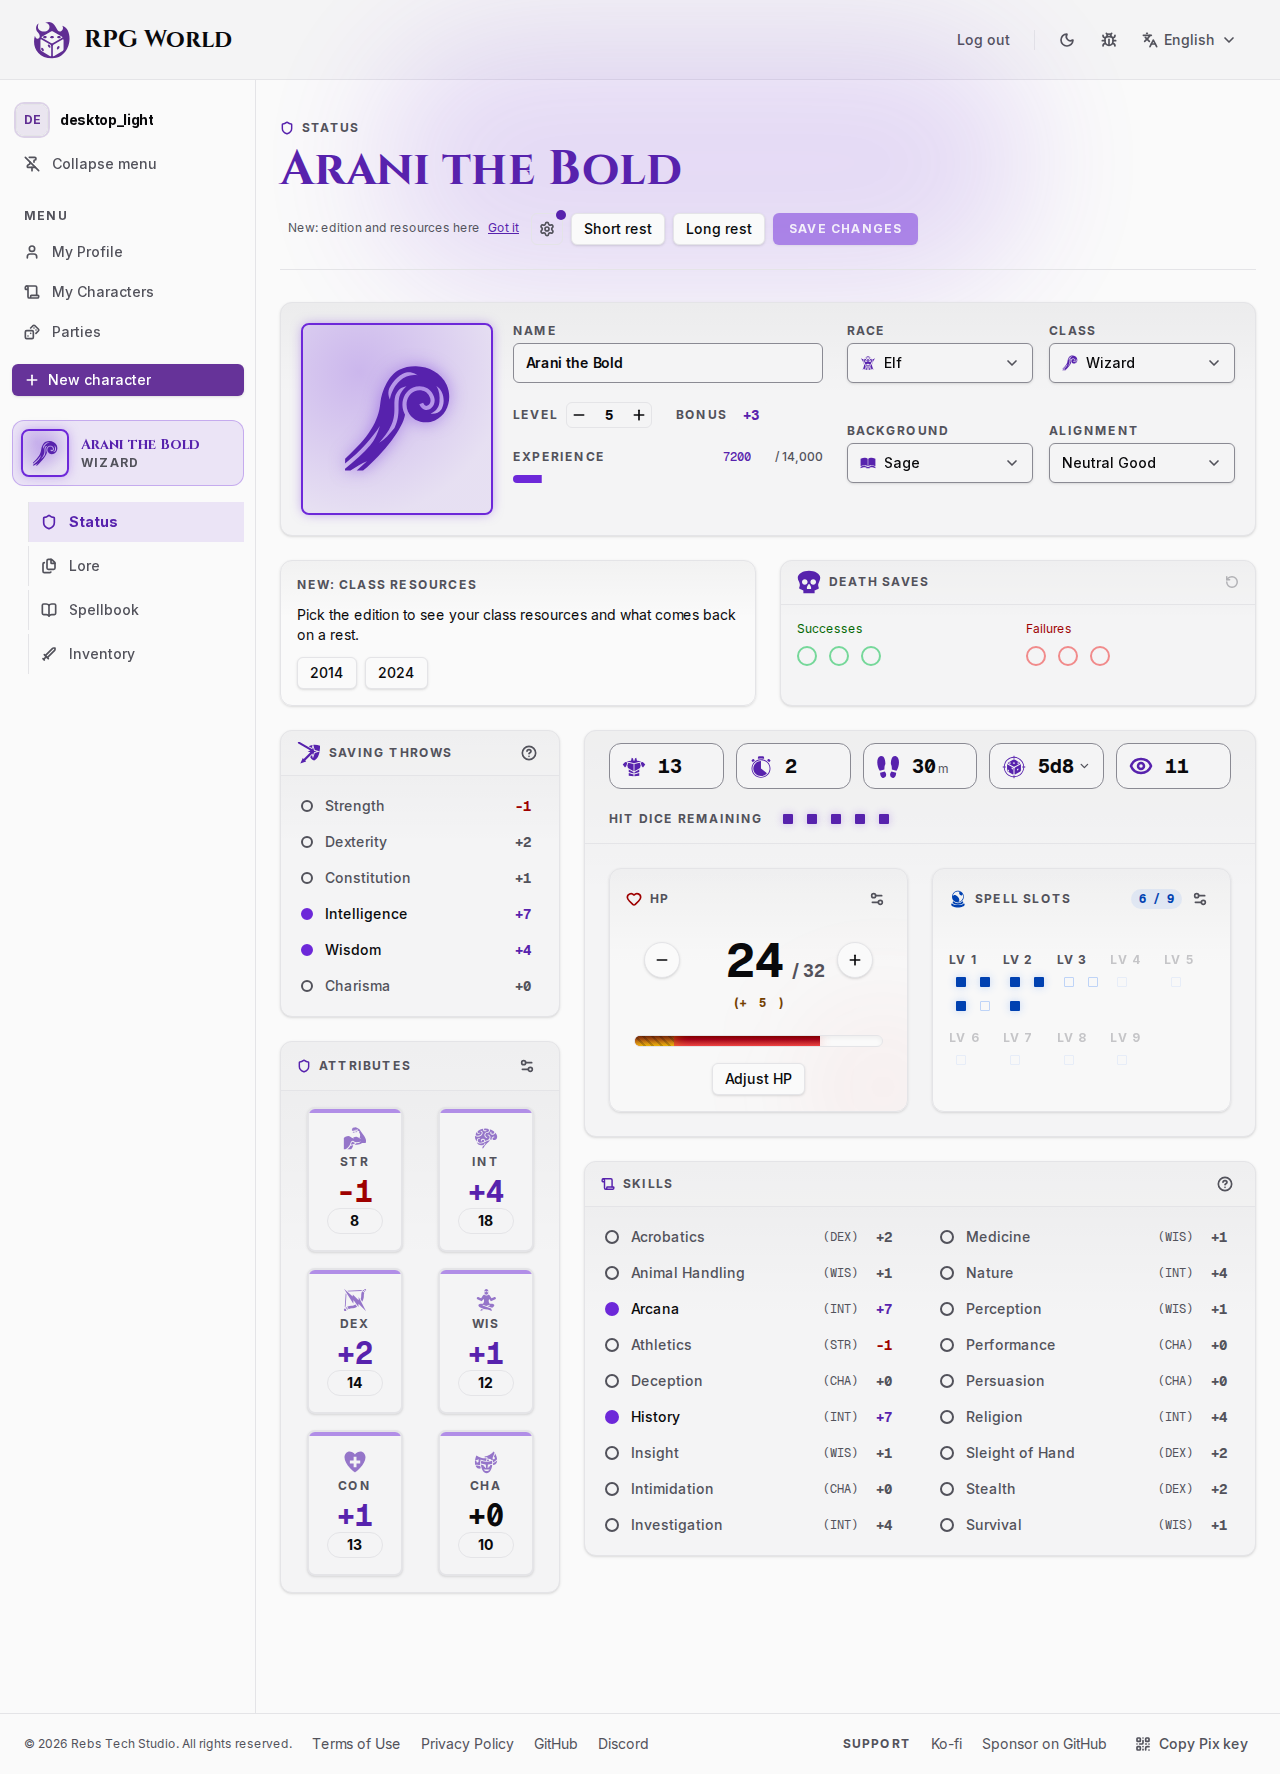 RPG World
Log out
English
DE
desktop_light
Collapse menu
MENU
My Profile
My Characters
Parties
New character
Arani the Bold
WIZARD
Status
Lore
Spellbook
Inventory
STATUS
Arani the Bold
New: edition and resources here Got it
Short rest
Long rest
SAVE CHANGES
NAME
Arani the Bold
LEVEL
5
BONUS +3
EXPERIENCE
7200 / 14,000
RACE
Elf
CLASS
Wizard
BACKGROUND
Sage
ALIGNMENT
Neutral Good
NEW: CLASS RESOURCES
Pick the edition to see your class resources and what comes back
on a rest.
2014
2024
DEATH SAVES
Successes
Failures
SAVING THROWS
Strength -1
Dexterity +2
Constitution +1
Intelligence +7
Wisdom +4
Charisma +0
ATTRIBUTES
STR
-1
8
INT
+4
18
DEX
+2
14
WIS
+1
12
CON
+1
13
CHA
+0
10
13
2
30 m
5d8
11
HIT DICE REMAINING
HP
24 / 32
(+ 5 )
Adjust HP
SPELL SLOTS
6 / 9
LV 1 LV 2 LV 3 LV 4 LV 5
LV 6 LV 7 LV 8 LV 9
SKILLS
Acrobatics (DEX) +2
Animal Handling (WIS) +1
Arcana (INT) +7
Athletics (STR) -1
Deception (CHA) +0
History (INT) +7
Insight (WIS) +1
Intimidation (CHA) +0
Investigation (INT) +4
Medicine (WIS) +1
Nature (INT) +4
Perception (WIS) +1
Performance (CHA) +0
Persuasion (CHA) +0
Religion (INT) +4
Sleight of Hand (DEX) +2
Stealth (DEX) +2
Survival (WIS) +1
© 2026 Rebs Tech Studio. All rights reserved.
Terms of Use
Privacy Policy
GitHub
Discord
SUPPORT
Ko-fi
Sponsor on GitHub
Copy Pix key